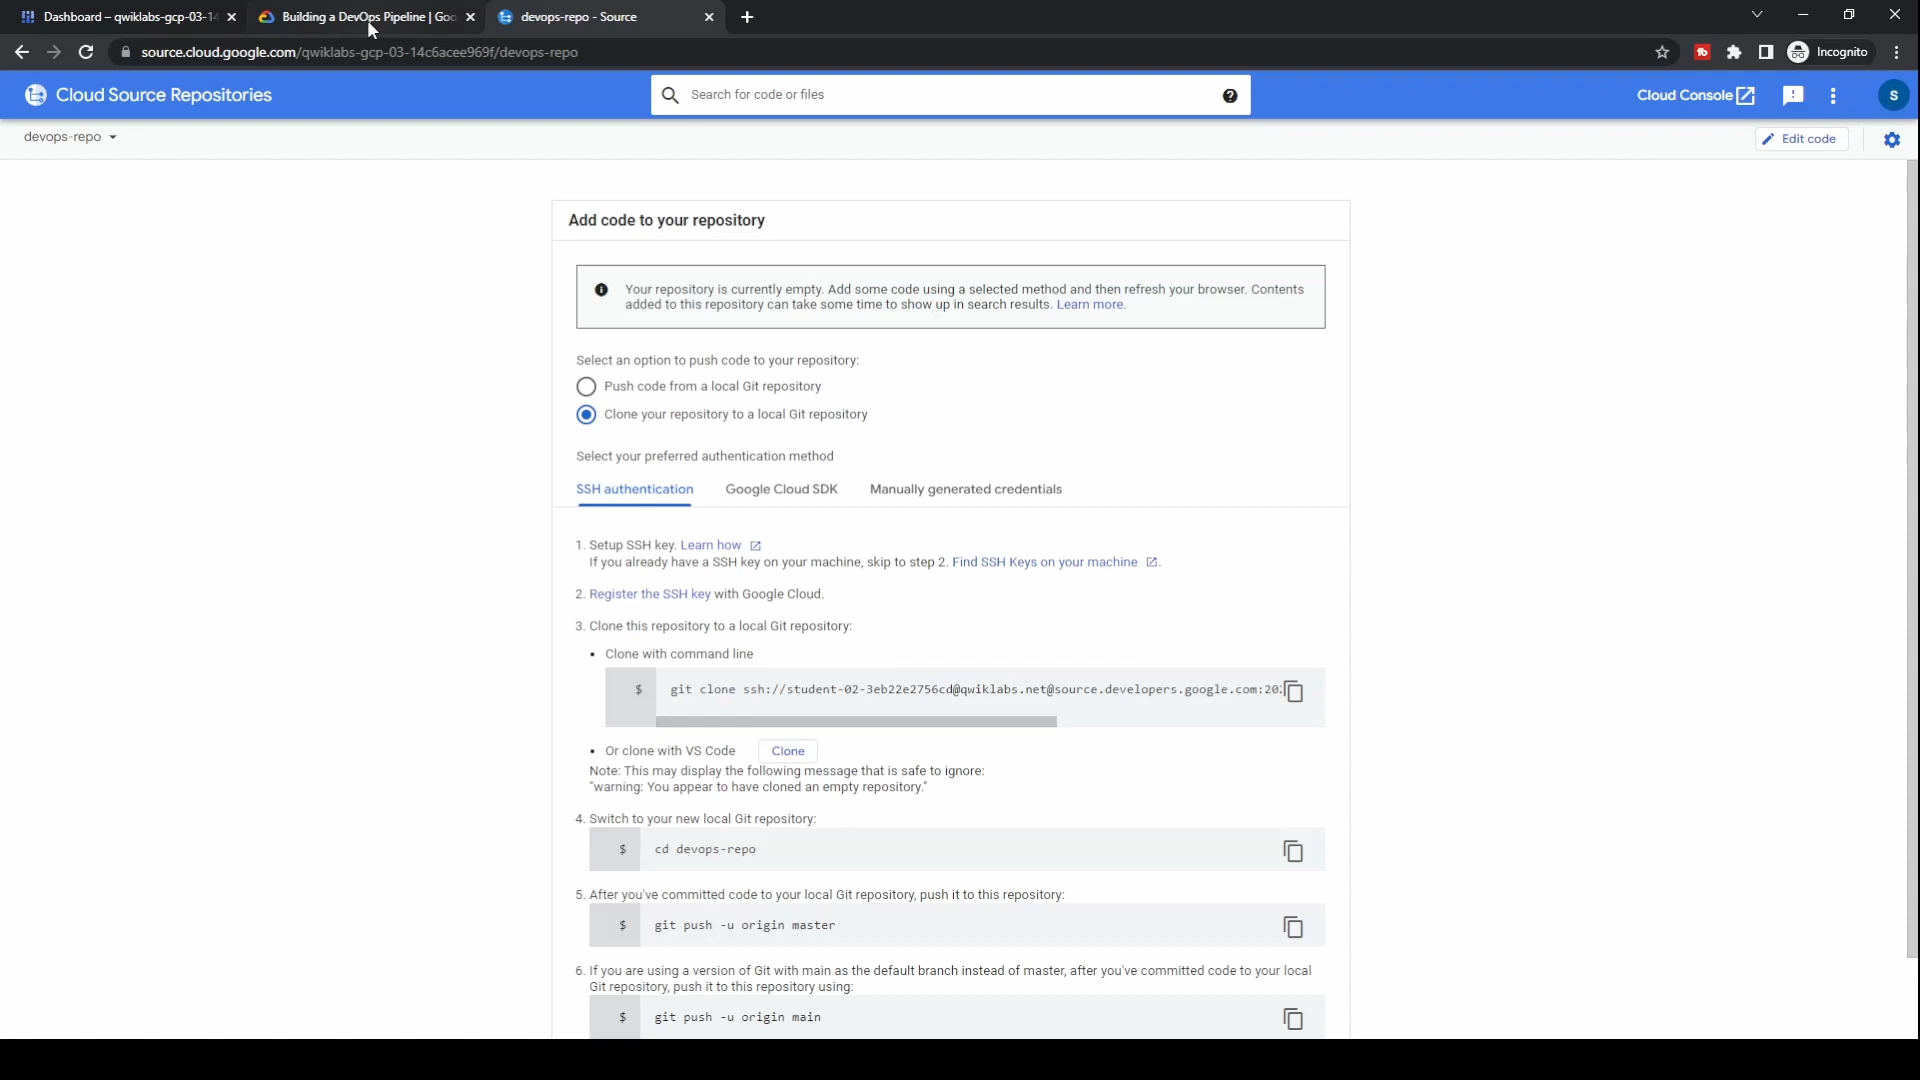 Dashboard – qwiklabs-gcp-03-14
Building a DevOps Pipeline | Goo
devops-repo - Source
source.cloud.google.com/qwiklabs-gcp-03-14c6acee969f/devops-repo
Incognito
Cloud Source Repositories
Search for code or files
Cloud Console
S
devops-repo
Edit code
Add code to your repository
Your repository is currently empty. Add some code using a selected method and then refresh your browser. Contents
added to this repository can take some time to show up in search results. Learn more.
Select an option to push code to your repository:
Push code from a local Git repository
Clone your repository to a local Git repository
Select your preferred authentication method
SSH authentication
Google Cloud SDK
Manually generated credentials
1. Setup SSH key. Learn how
If you already have a SSH key on your machine, skip to step 2. Find SSH Keys on your machine .
2. Register the SSH key with Google Cloud.
3. Clone this repository to a local Git repository:
• Clone with command line
$ git clone ssh://student-02-3eb22e2756cd@qwiklabs.net@source.developers.google.com:202
• Or clone with VS Code Clone
Note: This may display the following message that is safe to ignore:
"warning: You appear to have cloned an empty repository."
4. Switch to your new local Git repository:
$ cd devops-repo
5. After you've committed code to your local Git repository, push it to this repository:
$ git push -u origin master
6. If you are using a version of Git with main as the default branch instead of master, after you've committed code to your local
Git repository, push it to this repository using:
$ git push -u origin main